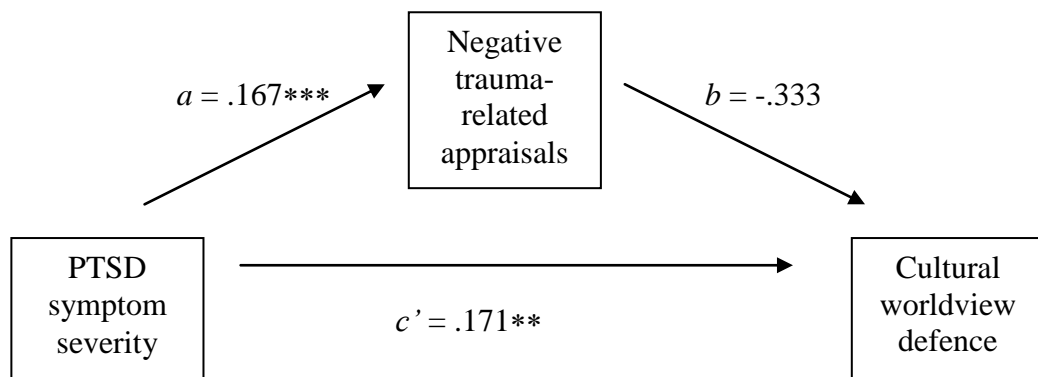 Negative
trauma-
related
appraisals
a = .167***
b = -.333
PTSD
symptom
severity
c’ = .171**
Cultural
worldview
defence